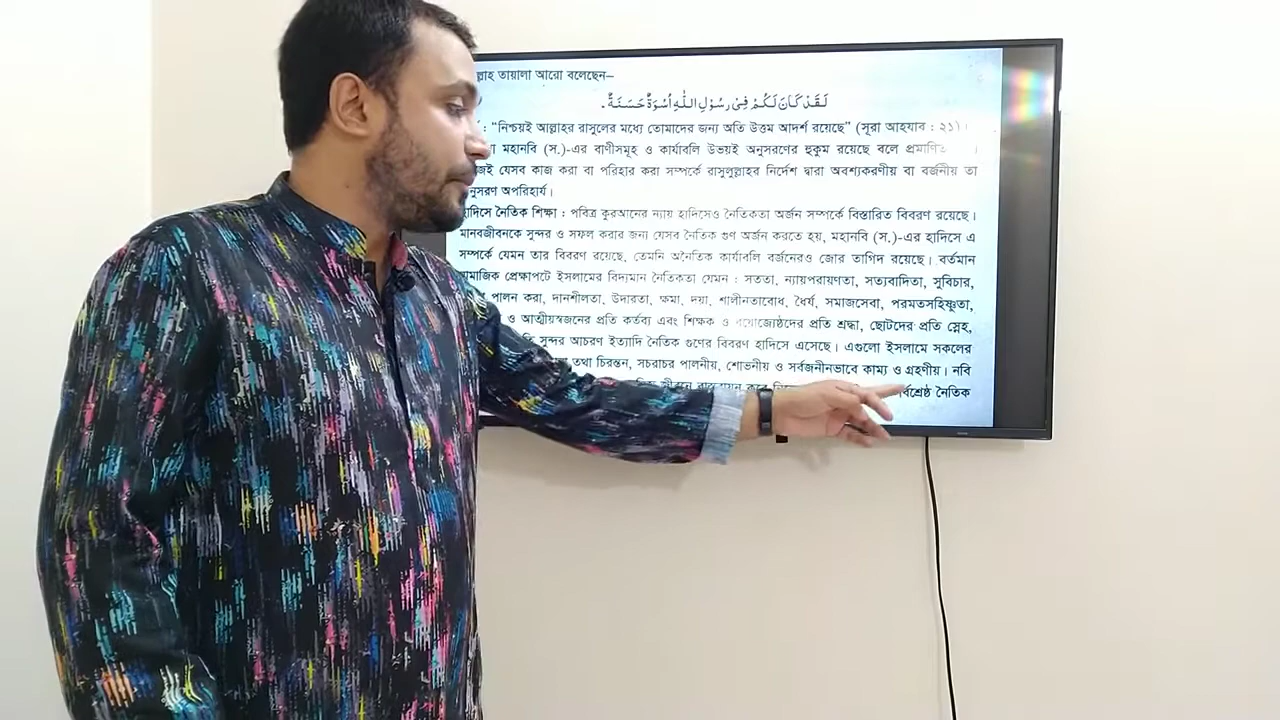 ল্লাহ তায়ালা আরো বলেছেন–
لَقَدْ كَانَ لَكُمْ فِىْ رَسُوْلِ اللّٰهِ اُسْوَةٌ حَسَنَةٌ .
: “নিশ্চয়ই আল্লাহর রাসুলের মধ্যে তোমাদের জন্য অতি উত্তম আদর্শ রয়েছে” (সূরা আহযাব : ২১)।
মহানবি (স.)-এর বাণীসমূহ ও কার্যাবলি উভয়ই অনুসরণের হুকুম রয়েছে বলে প্রমাণিত
যেসব কাজ করা বা পরিহার করা সম্পর্কে রাসুলুল্লাহর নির্দেশ দ্বারা অবশ্যকরণীয় বা বর্জনীয় তা
নুসরণ অপরিহার্য।
হাদিসে নৈতিক শিক্ষা : পবিত্র কুরআনের ন্যায় হাদিসেও নৈতিকতা অর্জন সম্পর্কে বিস্তারিত বিবরণ রয়েছে।
মানবজীবনকে সুন্দর ও সফল করার জন্য যেসব নৈতিক গুণ অর্জন করতে হয়, মহানবি (স.)-এর হাদিসে এ
সম্পর্কে যেমন তার বিবরণ রয়েছে, তেমনি অনৈতিক কার্যাবলি বর্জনেরও জোর তাগিদ রয়েছে। বর্তমান
মাজিক প্রেক্ষাপটে ইসলামের বিদ্যমান নৈতিকতা যেমন : সততা, ন্যায়পরায়ণতা, সত্যবাদিতা, সুবিচার,
পালন করা, দানশীলতা, উদারতা, ক্ষমা, দয়া, শালীনতাবোধ, ধৈর্য, সমাজসেবা, পরমতসহিষ্ণুতা,
ও আত্মীয়স্বজনের প্রতি কর্তব্য এবং শিক্ষক ও বয়োজ্যেষ্ঠদের প্রতি শ্রদ্ধা, ছোটদের প্রতি স্নেহ,
সুন্দর আচরণ ইত্যাদি নৈতিক গুণের বিবরণ হাদিসে এসেছে। এগুলো ইসলামে সকলের
তথা চিরন্তন, সচরাচর পালনীয়, শোভনীয় ও সর্বজনীনভাবে কাম্য ও গ্রহণীয়। নবি
জীবনে বাস্তবায়ন করে র্বশ্রেষ্ঠ নৈতিক